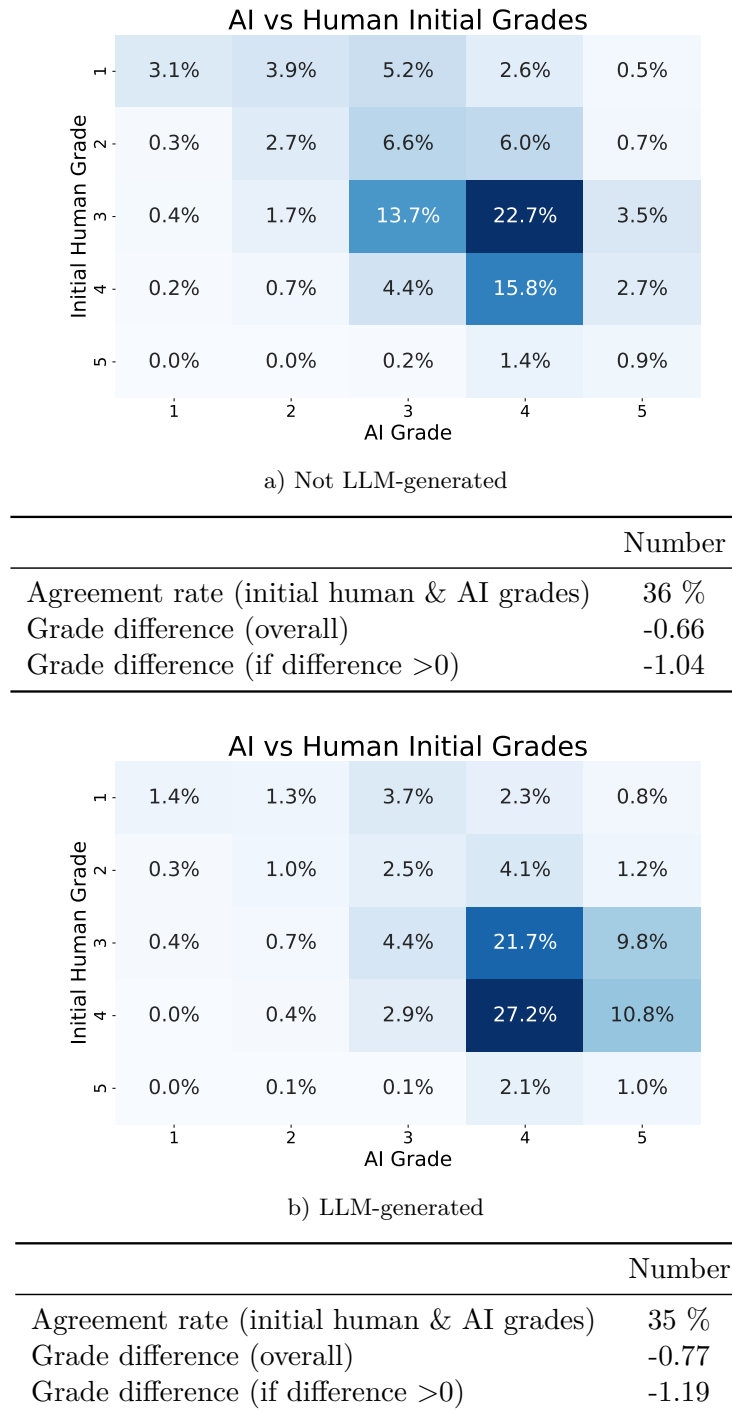 AI vs Human Initial Grades
Initial Human Grade
1 3.1% 3.9% 5.2% 2.6% 0.5%
2 0.3% 2.7% 6.6% 6.0% 0.7%
3 0.4% 1.7% 13.7% 22.7% 3.5%
4 0.2% 0.7% 4.4% 15.8% 2.7%
5 0.0% 0.0% 0.2% 1.4% 0.9%
1 2 3 4 5
AI Grade
a) Not LLM-generated
Number
Agreement rate (initial human & AI grades) 36 %
Grade difference (overall) -0.66
Grade difference (if difference >0) -1.04
AI vs Human Initial Grades
Initial Human Grade
1 1.4% 1.3% 3.7% 2.3% 0.8%
2 0.3% 1.0% 2.5% 4.1% 1.2%
3 0.4% 0.7% 4.4% 21.7% 9.8%
4 0.0% 0.4% 2.9% 27.2% 10.8%
5 0.0% 0.1% 0.1% 2.1% 1.0%
1 2 3 4 5
AI Grade
b) LLM-generated
Number
Agreement rate (initial human & AI grades) 35 %
Grade difference (overall) -0.77
Grade difference (if difference >0) -1.19